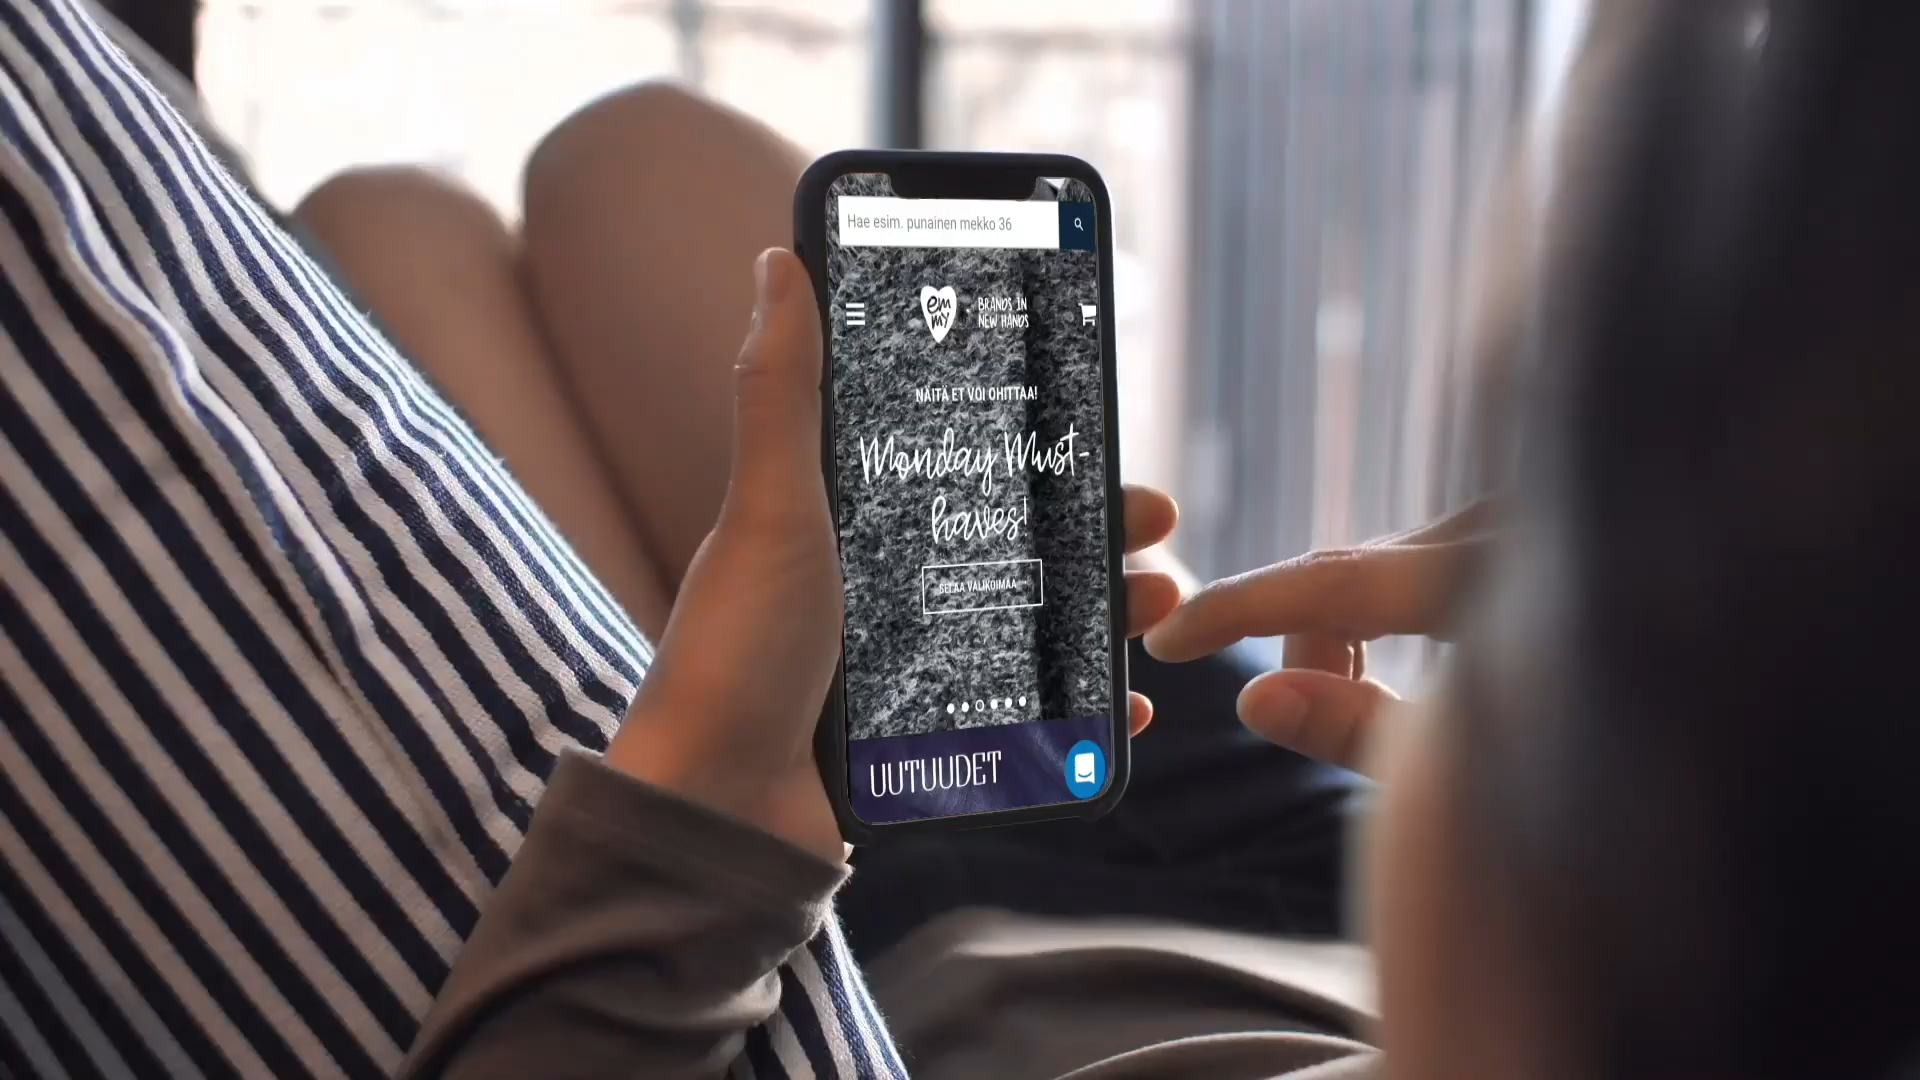 Hae esim. punainen mekko 36
em
my
BRANDS IN
NEW HANDS
NÄITÄ ET VOI OHITTAA!
Monday Must-
haves!
SELAA VALIKOIMAA
UUTUUDET